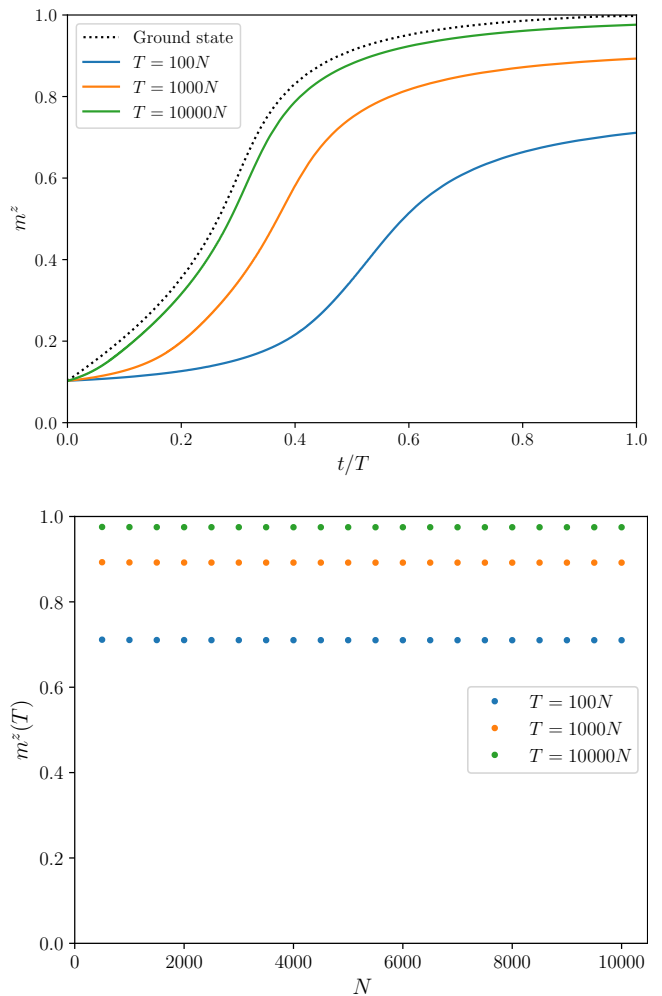 1.0
0.8
0.6
0.4
0.2
0.0
m^z
Ground state
T = 100N
T = 1000N
T = 10000N
0.0 0.2 0.4 0.6 0.8 1.0
t/T
1.0
0.8
0.6
0.4
0.2
0.0
m^z(T)
T = 100N
T = 1000N
T = 10000N
0 2000 4000 6000 8000 10000
N